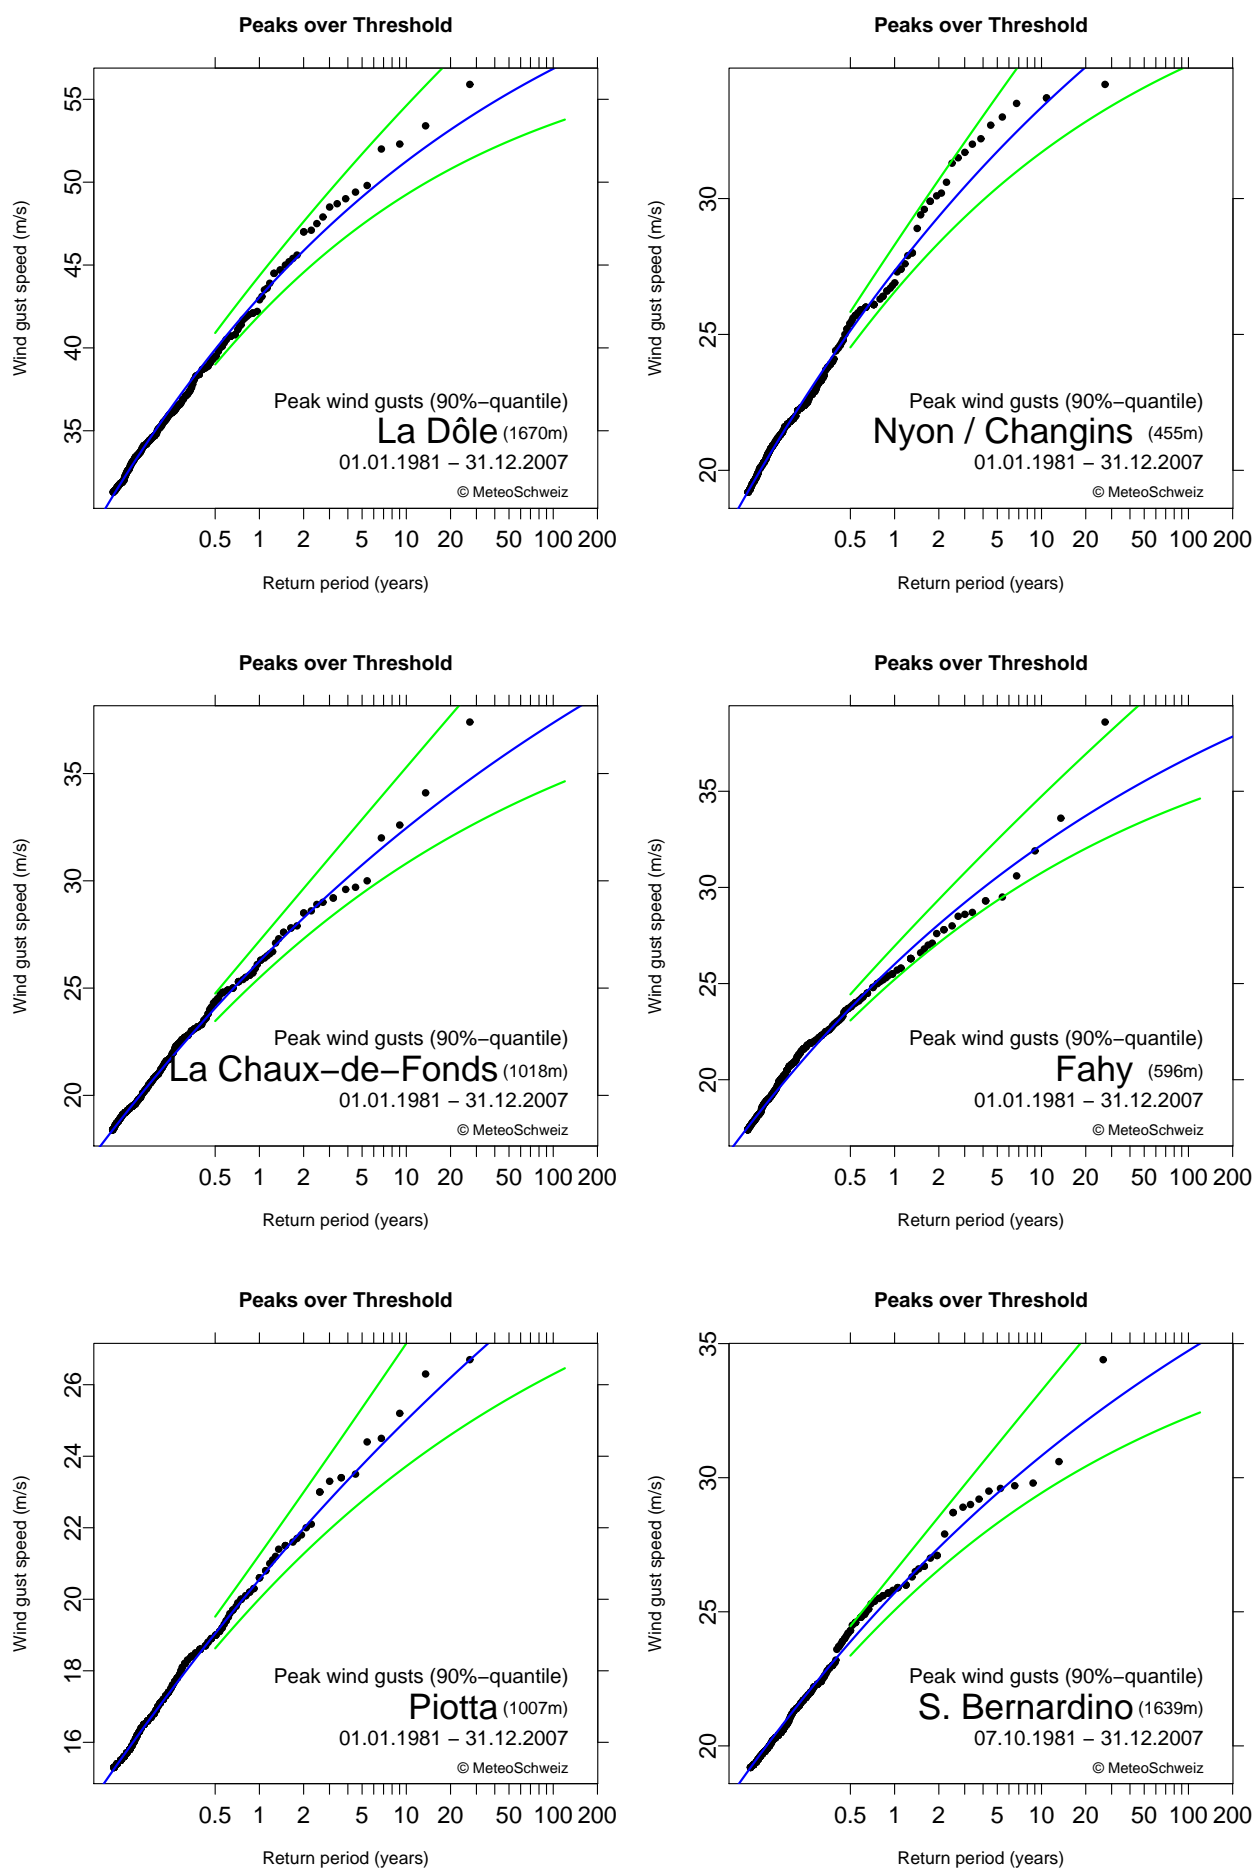 Peaks over Threshold
Wind gust speed (m/s)
55
50
45
40
35
Peak wind gusts (90%−quantile)
La Dôle (1670m)
01.01.1981 − 31.12.2007
© MeteoSchweiz
0.5 1 2 5 10 20 50 100 200
Return period (years)
Peaks over Threshold
Wind gust speed (m/s)
30
25
20
Peak wind gusts (90%−quantile)
Nyon / Changins (455m)
01.01.1981 − 31.12.2007
© MeteoSchweiz
0.5 1 2 5 10 20 50 100 200
Return period (years)
Peaks over Threshold
Wind gust speed (m/s)
35
30
25
20
Peak wind gusts (90%−quantile)
La Chaux−de−Fonds (1018m)
01.01.1981 − 31.12.2007
© MeteoSchweiz
0.5 1 2 5 10 20 50 100 200
Return period (years)
Peaks over Threshold
Wind gust speed (m/s)
35
30
25
20
Peak wind gusts (90%−quantile)
Fahy (596m)
01.01.1981 − 31.12.2007
© MeteoSchweiz
0.5 1 2 5 10 20 50 100 200
Return period (years)
Peaks over Threshold
Wind gust speed (m/s)
26
24
22
20
18
16
Peak wind gusts (90%−quantile)
Piotta (1007m)
01.01.1981 − 31.12.2007
© MeteoSchweiz
0.5 1 2 5 10 20 50 100 200
Return period (years)
Peaks over Threshold
Wind gust speed (m/s)
35
30
25
20
Peak wind gusts (90%−quantile)
S. Bernardino (1639m)
07.10.1981 − 31.12.2007
© MeteoSchweiz
0.5 1 2 5 10 20 50 100 200
Return period (years)